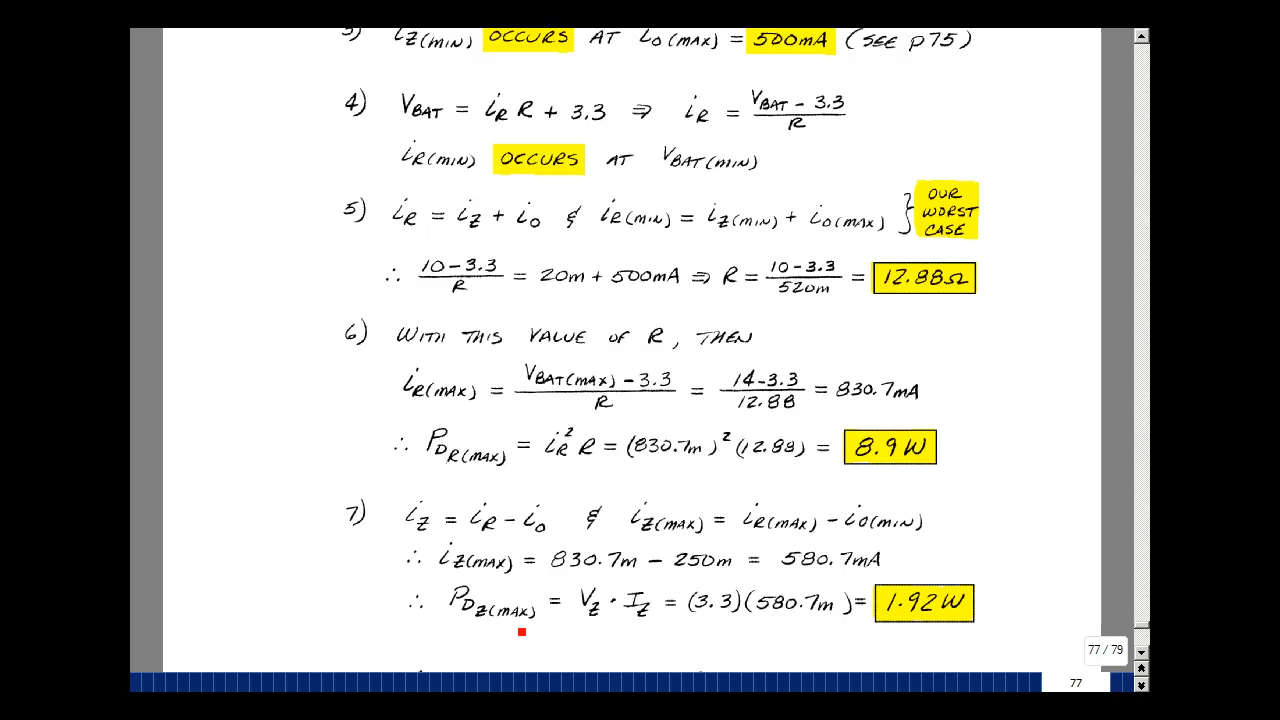 3) iZ(MIN) OCCURS AT iO(MAX) = 500mA (SEE p75)
4) VBAT = iR R + 3.3 ⇒ iR = (VBAT - 3.3)/R
iR(MIN) OCCURS AT VBAT(MIN)
5) iR = iZ + iO & iR(MIN) = iZ(MIN) + iO(MAX) } OUR WORST CASE
∴ (10-3.3)/R = 20m + 500mA ⇒ R = (10-3.3)/520m = 12.88Ω
6) WITH THIS VALUE OF R, THEN
iR(MAX) = (VBAT(MAX) - 3.3)/R = (14-3.3)/12.88 = 830.7mA
∴ PDR(MAX) = iR² R = (830.7m)² (12.88) = 8.9W
7) iZ = iR - iO & iZ(MAX) = iR(MAX) - iO(MIN)
∴ iZ(MAX) = 830.7m - 250m = 580.7mA
∴ PDZ(MAX) = VZ · IZ = (3.3)(580.7m) = 1.92W
77 / 79
77